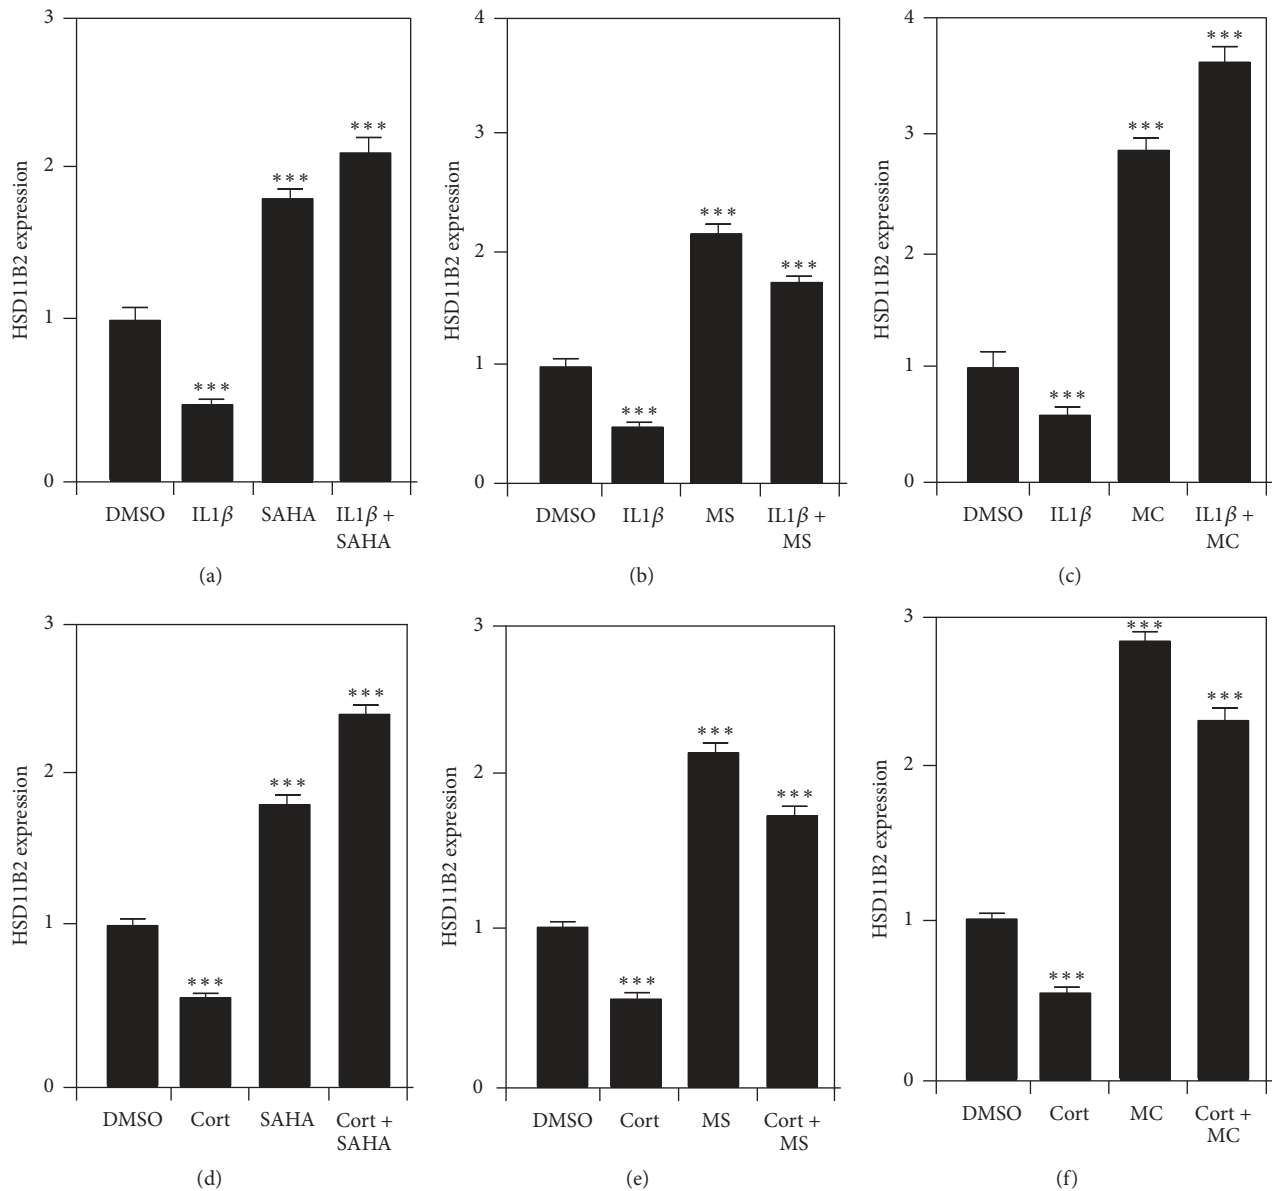 3
2
1
0
HSD11B2 expression
***
***
***
DMSO IL1β SAHA IL1β +
SAHA
(a)
4
3
2
1
0
HSD11B2 expression
***
***
***
DMSO IL1β MS IL1β +
MS
(b)
4
3
2
1
0
HSD11B2 expression
***
***
***
DMSO IL1β MC IL1β +
MC
(c)
3
2
1
0
HSD11B2 expression
***
***
***
DMSO Cort SAHA Cort +
SAHA
(d)
3
2
1
0
HSD11B2 expression
***
***
***
DMSO Cort MS Cort +
MS
(e)
3
2
1
0
HSD11B2 expression
***
***
***
DMSO Cort MC Cort +
MC
(f)